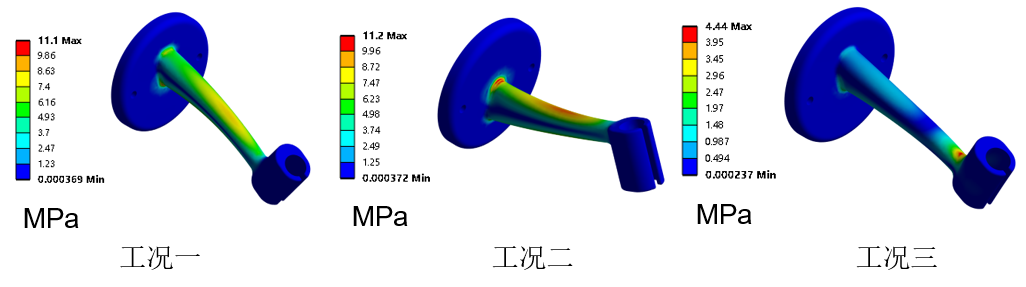 11.1 Max
9.86
8.63
7.4
6.16
4.93
3.7
2.47
1.23
0.000369 Min
MPa
工况一
11.2 Max
9.96
8.72
7.47
6.23
4.98
3.74
2.49
1.25
0.000372 Min
MPa
工况二
4.44 Max
3.95
3.45
2.96
2.47
1.97
1.48
0.987
0.494
0.000237 Min
MPa
工况三